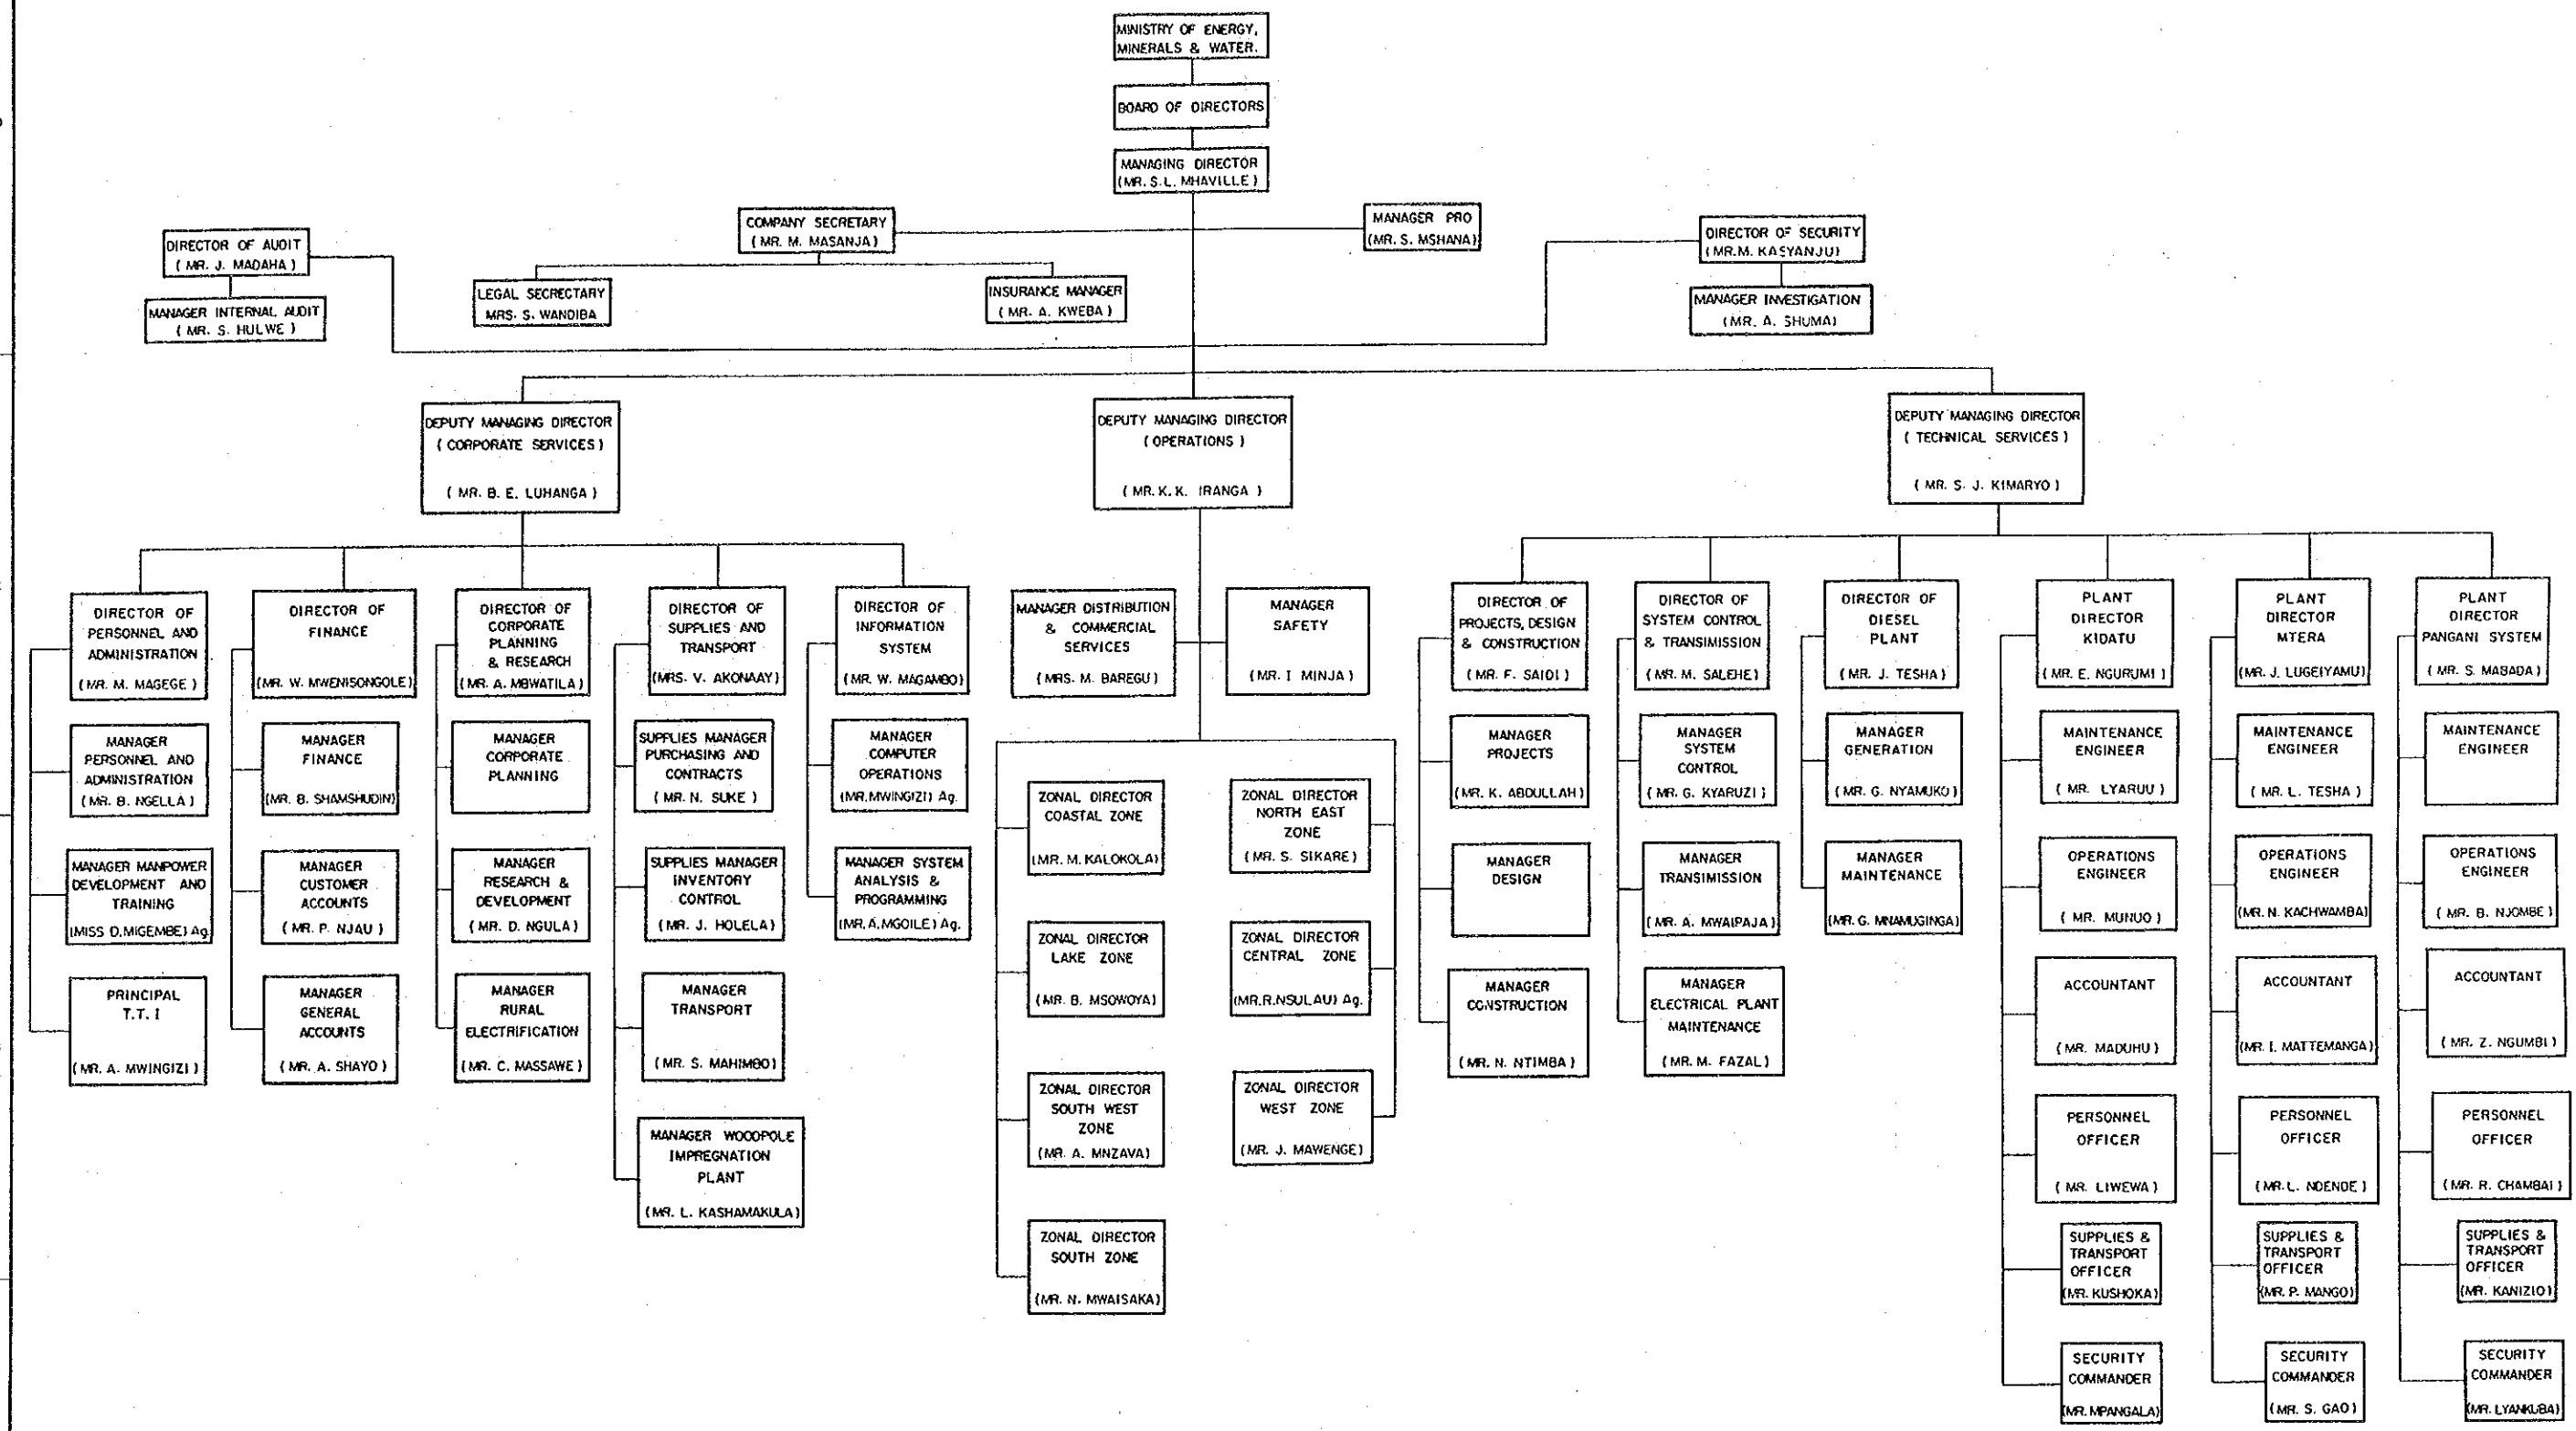 MINISTRY OF ENERGY,
MINERALS & WATER.
BOARD OF DIRECTORS
MANAGING DIRECTOR
(MR. S.L. MHAVILLE)
COMPANY SECRETARY
(MR. M. MASANJA)
MANAGER PRO
(MR. S. MSHANA)
DIRECTOR OF AUDIT
(MR. J. MADAHA)
DIRECTOR OF SECURITY
(MR.M. KASYANJU)
LEGAL SECRECTARY
MRS. S. WANDIBA
INSURANCE MANAGER
(MR. A. KWEBA)
MANAGER INTERNAL AUDIT
(MR. S. HULWE)
MANAGER INVESTIGATION
(MR. A. SHUMA)
DEPUTY MANAGING DIRECTOR
(CORPORATE SERVICES)
(MR. B. E. LUHANGA)
DEPUTY MANAGING DIRECTOR
(OPERATIONS)
(MR. K.K. IRANGA)
DEPUTY MANAGING DIRECTOR
(TECHNICAL SERVICES)
(MR. S. J. KIMARYO)
DIRECTOR OF
PERSONNEL AND
ADMINISTRATION
(MR. M. MAGEGE)
DIRECTOR OF
FINANCE
(MR. W. MWENISONGOLE)
DIRECTOR OF
CORPORATE
PLANNING
& RESEARCH
(MR. A. MBWATILA)
DIRECTOR OF
SUPPLIES AND
TRANSPORT
(MRS. V. AKONAAY)
DIRECTOR OF
INFORMATION
SYSTEM
(MR. W. MAGAMBO)
MANAGER DISTRIBUTION
& COMMERCIAL
SERVICES
(MRS. M. BAREGU)
MANAGER
SAFETY
(MR. I MINJA)
DIRECTOR OF
PROJECTS, DESIGN
& CONSTRUCTION
(MR. F. SAIDI)
DIRECTOR OF
SYSTEM CONTROL
& TRANSIMISSION
(MR. M. SALEHE)
DIRECTOR OF
DIESEL
PLANT
(MR. J. TESHA)
PLANT
DIRECTOR
KIDATU
(MR. E. NGURUMI)
PLANT
DIRECTOR
MTERA
(MR. J. LUGEIYAMU)
PLANT
DIRECTOR
PANGANI SYSTEM
(MR. S. MABADA)
MANAGER
PERSONNEL AND
ADMINISTRATION
(MR. B. NGELLA)
MANAGER
FINANCE
(MR. B. SHAMSHUDIN)
MANAGER
CORPORATE
PLANNING
SUPPLIES MANAGER
PURCHASING AND
CONTRACTS
(MR. N. SUKE)
MANAGER
COMPUTER
OPERATIONS
(MR.MWINGIZI) Ag.
MANAGER
PROJECTS
(MR. K. ABDULLAH)
MANAGER
SYSTEM
CONTROL
(MR. G. KYARUZI)
MANAGER
GENERATION
(MR. G. NYAMUKO)
MAINTENANCE
ENGINEER
(MR. LYARUU)
MAINTENANCE
ENGINEER
(MR. L. TESHA)
MAINTENANCE
ENGINEER
ZONAL DIRECTOR
COASTAL ZONE
(MR. M. KALOKOLA)
ZONAL DIRECTOR
NORTH EAST
ZONE
(MR. S. SIKARE)
MANAGER MANPOWER
DEVELOPMENT AND
TRAINING
(MISS D.MIGEMBE) Ag.
MANAGER
CUSTOMER
ACCOUNTS
(MR. P. NJAU)
MANAGER
RESEARCH &
DEVELOPMENT
(MR. D. NGULA)
SUPPLIES MANAGER
INVENTORY
CONTROL
(MR. J. HOLELA)
MANAGER SYSTEM
ANALYSIS &
PROGRAMMING
(MR.A.MGOILE) Ag.
MANAGER
DESIGN
MANAGER
TRANSIMISSION
(MR. A. MWAIPAJA)
MANAGER
MAINTENANCE
(MR. G. MNAMUGINGA)
OPERATIONS
ENGINEER
(MR. MUNUO)
OPERATIONS
ENGINEER
(MR. N. KACHWAMBA)
OPERATIONS
ENGINEER
(MR. B. NJOMBE)
ZONAL DIRECTOR
LAKE ZONE
(MR. B. MSOWOYA)
ZONAL DIRECTOR
CENTRAL ZONE
(MR.R.NSULAU) Ag.
PRINCIPAL
T.T.I
(MR. A. MWINGIZI)
MANAGER
GENERAL
ACCOUNTS
(MR. A. SHAYO)
MANAGER
RURAL
ELECTRIFICATION
(MR. C. MASSAWE)
MANAGER
TRANSPORT
(MR. S. MAHIMBO)
MANAGER
CONSTRUCTION
(MR. N. NTIMBA)
MANAGER
ELECTRICAL PLANT
MAINTENANCE
(MR. M. FAZAL)
ACCOUNTANT
(MR. MADUHU)
ACCOUNTANT
(MR. I. MATTEMANGA)
ACCOUNTANT
(MR. Z. NGUMBI)
ZONAL DIRECTOR
SOUTH WEST
ZONE
(MR. A. MNZAVA)
ZONAL DIRECTOR
WEST ZONE
(MR. J. MAWENGE)
MANAGER WOODPOLE
IMPREGNATION
PLANT
(MR. L. KASHAMAKULA)
PERSONNEL
OFFICER
(MR. LIWEWA)
PERSONNEL
OFFICER
(MR. L. NDENDE)
PERSONNEL
OFFICER
(MR. R. CHAMBAI)
ZONAL DIRECTOR
SOUTH ZONE
(MR. N. MWAISAKA)
SUPPLIES &
TRANSPORT
OFFICER
(MR. KUSHOKA)
SUPPLIES &
TRANSPORT
OFFICER
(MR. P. MANGO)
SUPPLIES &
TRANSPORT
OFFICER
(MR. KANIZIO)
SECURITY
COMMANDER
(MR. MPANGALA)
SECURITY
COMMANDER
(MR. S. GAO)
SECURITY
COMMANDER
(MR. LYANKUBA)